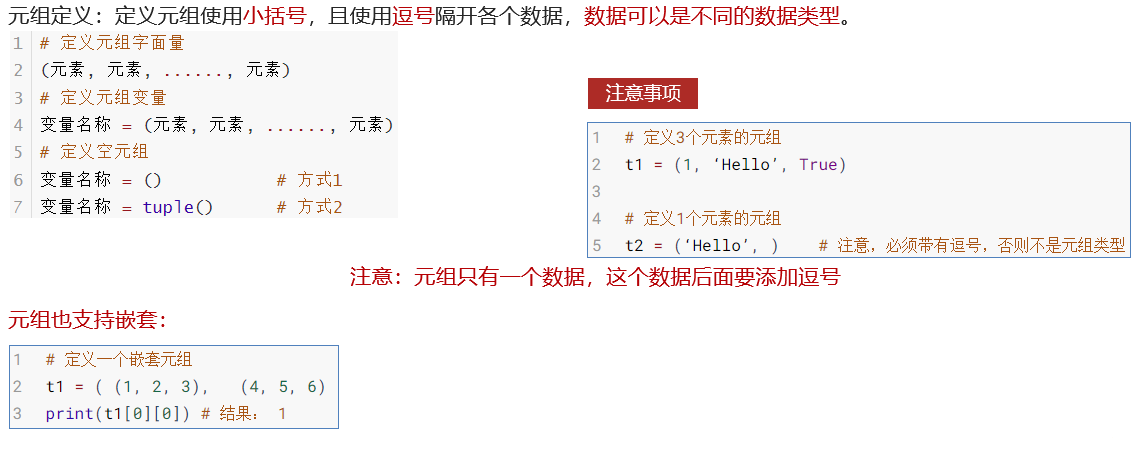 元组定义：定义元组使用小括号，且使用逗号隔开各个数据，数据可以是不同的数据类型。
1 # 定义元组字面量
2 (元素, 元素, ......, 元素)
3 # 定义元组变量
4 变量名称 = (元素, 元素, ......, 元素)
5 # 定义空元组
6 变量名称 = () # 方式1
7 变量名称 = tuple() # 方式2
注意事项
1 # 定义3个元素的元组
2 t1 = (1, ‘Hello’, True)
3
4 # 定义1个元素的元组
5 t2 = (‘Hello’, ) # 注意，必须带有逗号，否则不是元组类型
注意：元组只有一个数据，这个数据后面要添加逗号
元组也支持嵌套：
1 # 定义一个嵌套元组
2 t1 = ( (1, 2, 3), (4, 5, 6)
3 print(t1[0][0]) # 结果： 1